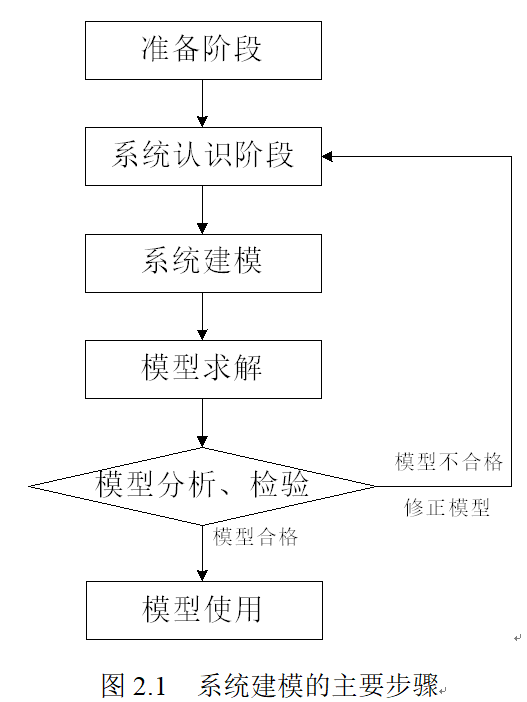 准备阶段
系统认识阶段
系统建模
模型求解
模型分析、检验
模型不合格
修正模型
模型合格
模型使用
图 2.1 系统建模的主要步骤